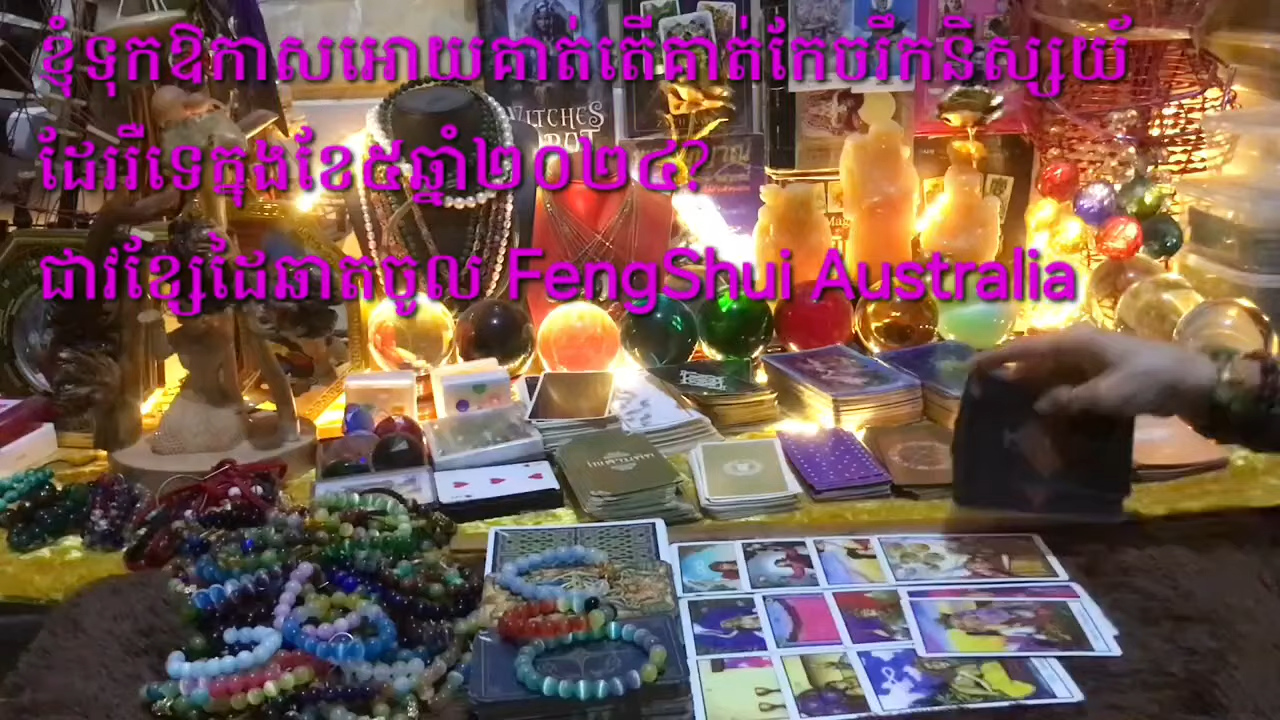 ខ្ញុំទុកឱកាសអោយគាត់តើគាត់កែចរឹកនិស្សយ័
ដែររឺទេក្នុងខែ៥ឆ្នាំ២០២៤?
ជាវខ្សែដៃឆាតចូល FengShui Australia
WITCHES